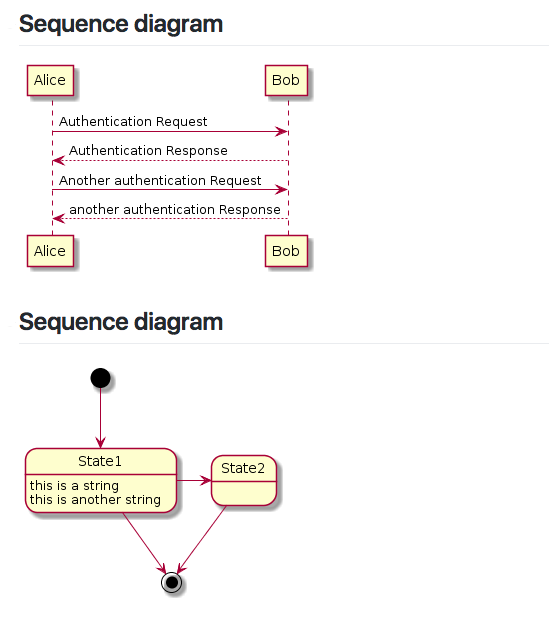 Sequence diagram
Alice
Bob
Authentication Request
Authentication Response
Another authentication Request
another authentication Response
Alice
Bob
Sequence diagram
State1
this is a string
this is another string
State2